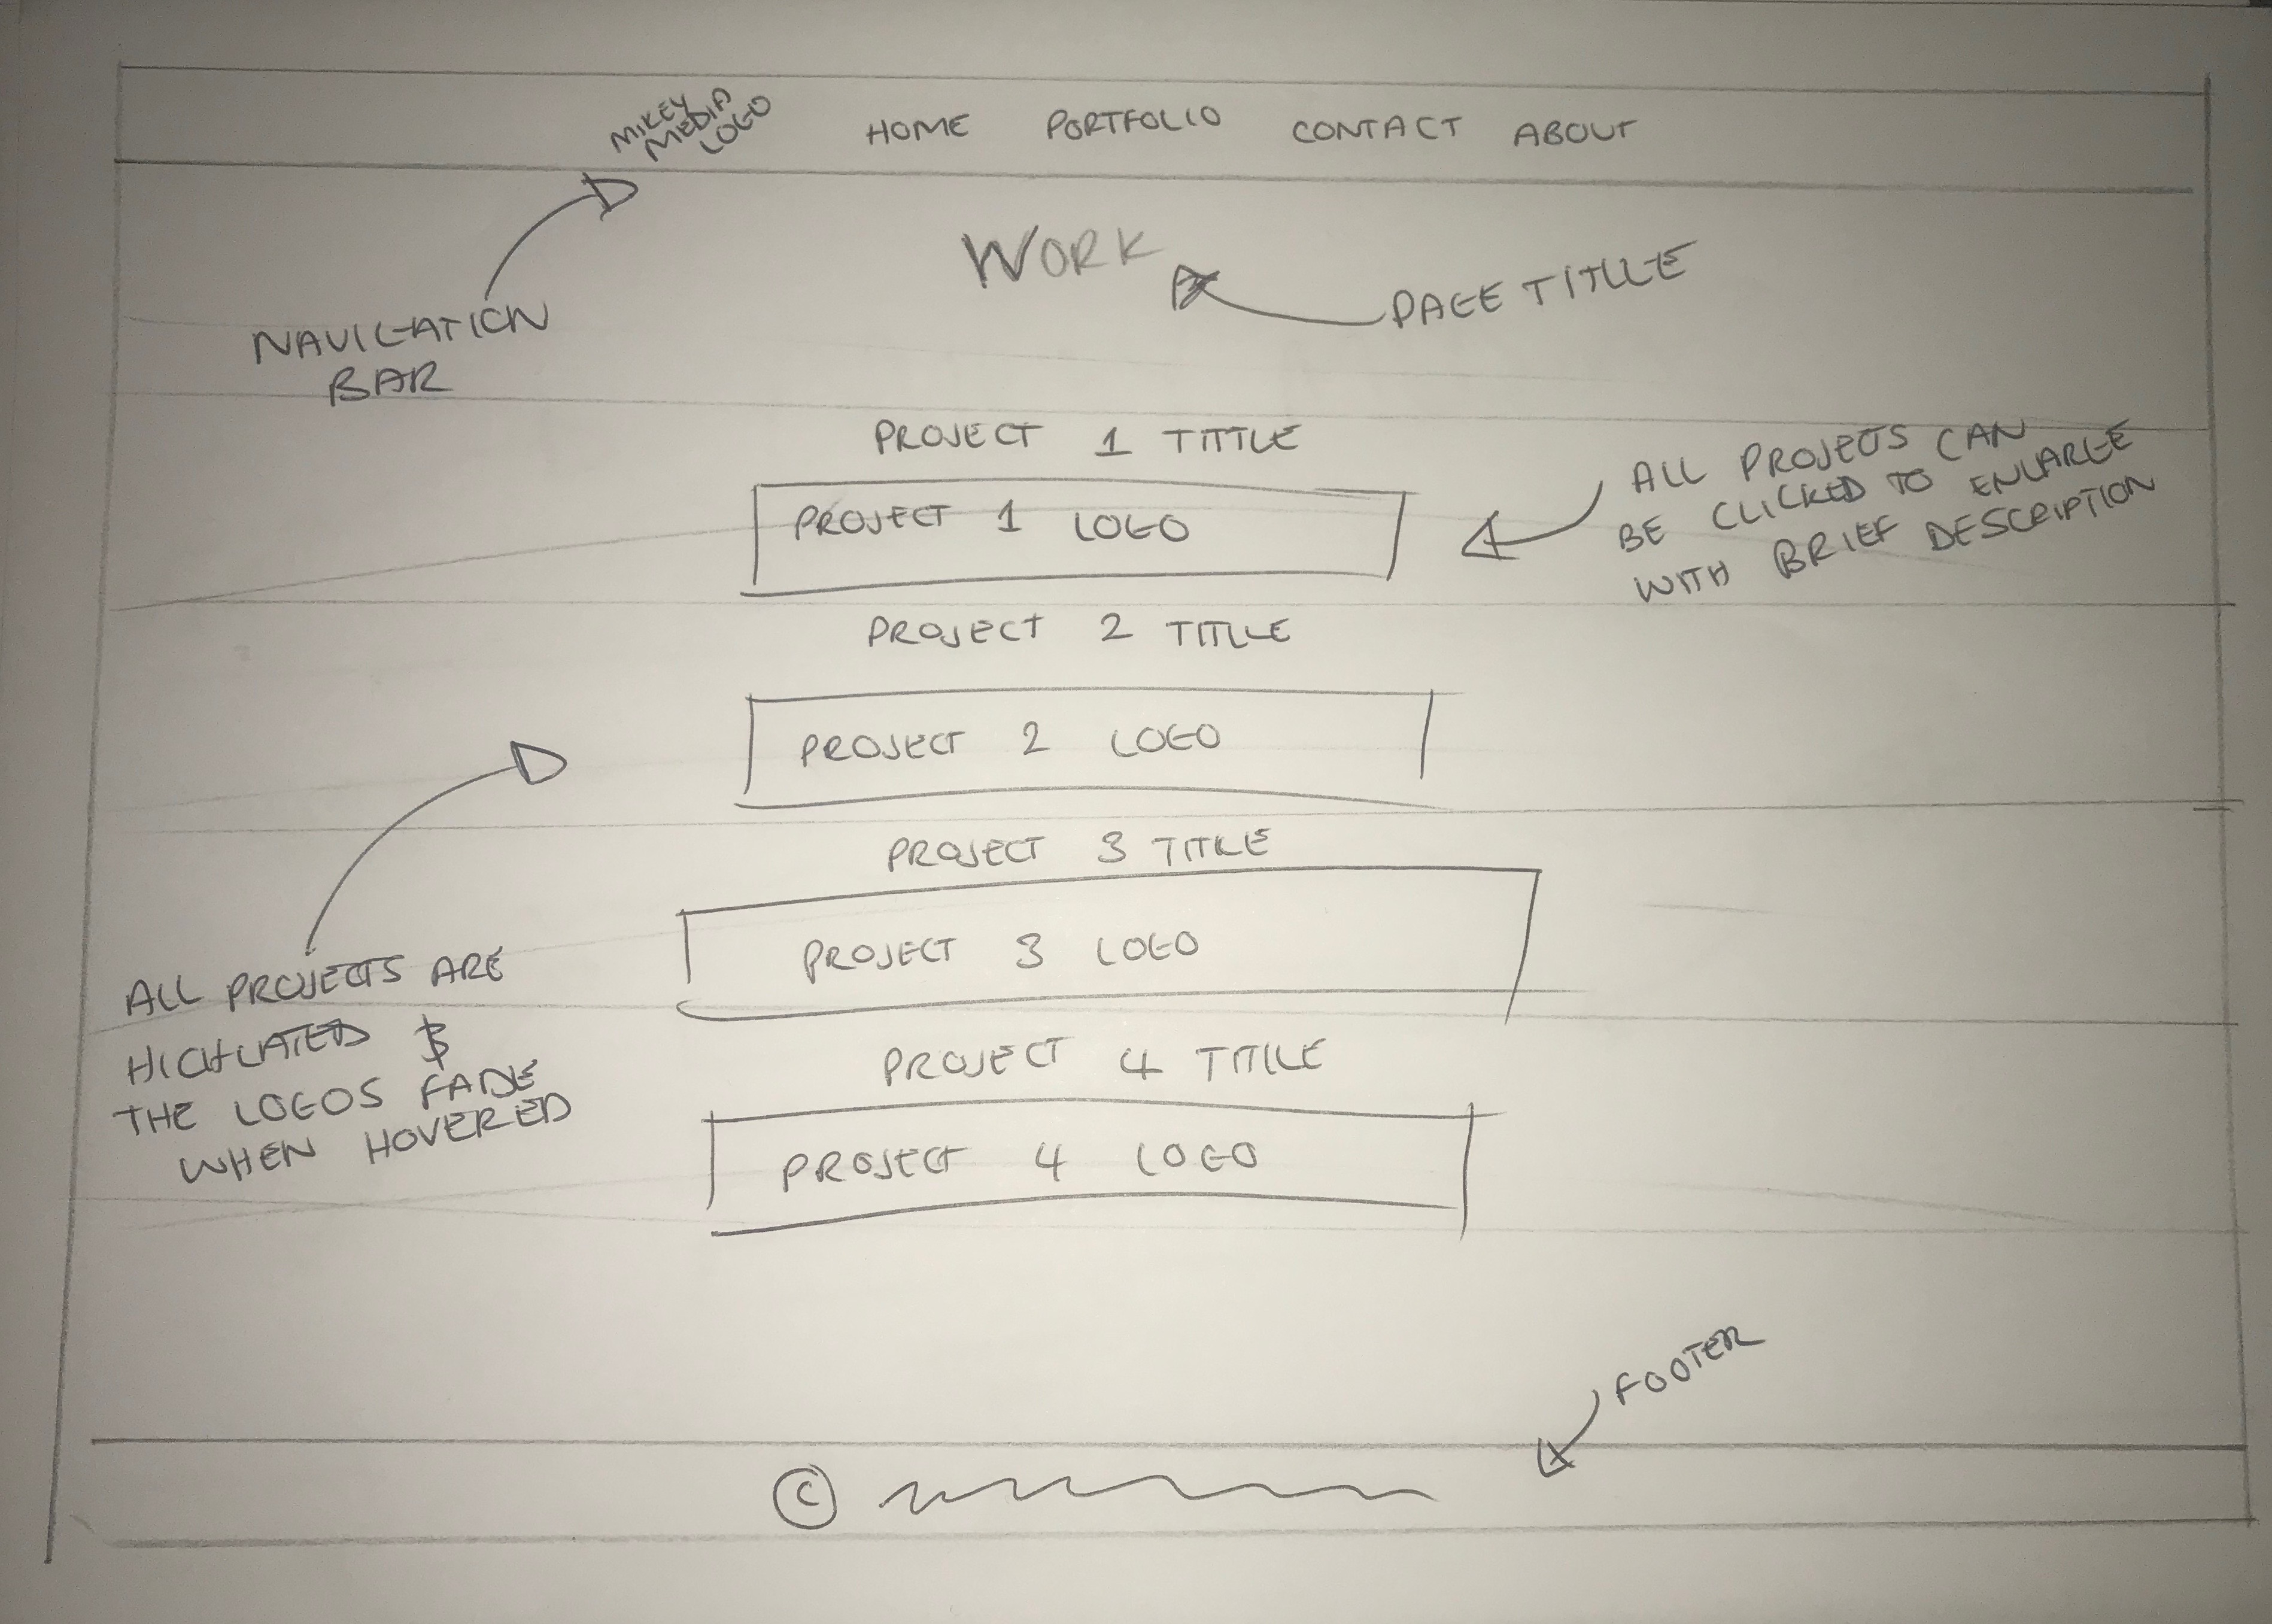 MIKEY
MEDIA
LOGO
HOME PORTFOLIO CONTACT ABOUT
WORK
PAGE TITLE
NAVIGATION
BAR
PROJECT 1 TITTLE
PROJECT 1 LOGO
ALL PROJECTS CAN
BE CLICKED TO ENLARGE
WITH BRIEF DESCRIPTION
PROJECT 2 TITLE
PROJECT 2 LOGO
PROJECT 3 TITLE
PROJECT 3 LOGO
ALL PROJECTS ARE
HIGHLATED &
THE LOGOS FADE
WHEN HOVERED
PROJECT 4 TITLE
PROJECT 4 LOGO
FOOTER
©